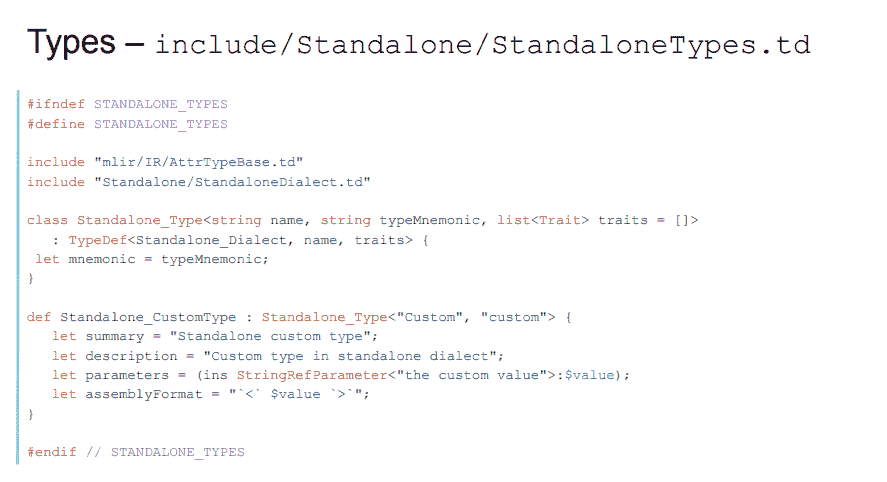 Types – include/Standalone/StandaloneTypes.td
#ifndef STANDALONE_TYPES
#define STANDALONE_TYPES
include "mlir/IR/AttrTypeBase.td"
include "Standalone/StandaloneDialect.td"
class Standalone_Type<string name, string typeMnemonic, list<Trait> traits = []>
: TypeDef<Standalone_Dialect, name, traits> {
let mnemonic = typeMnemonic;
}
def Standalone_CustomType : Standalone_Type<"Custom", "custom"> {
let summary = "Standalone custom type";
let description = "Custom type in standalone dialect";
let parameters = (ins StringRefParameter<"the custom value">:$value);
let assemblyFormat = "`<` $value `>`";
}
#endif // STANDALONE_TYPES